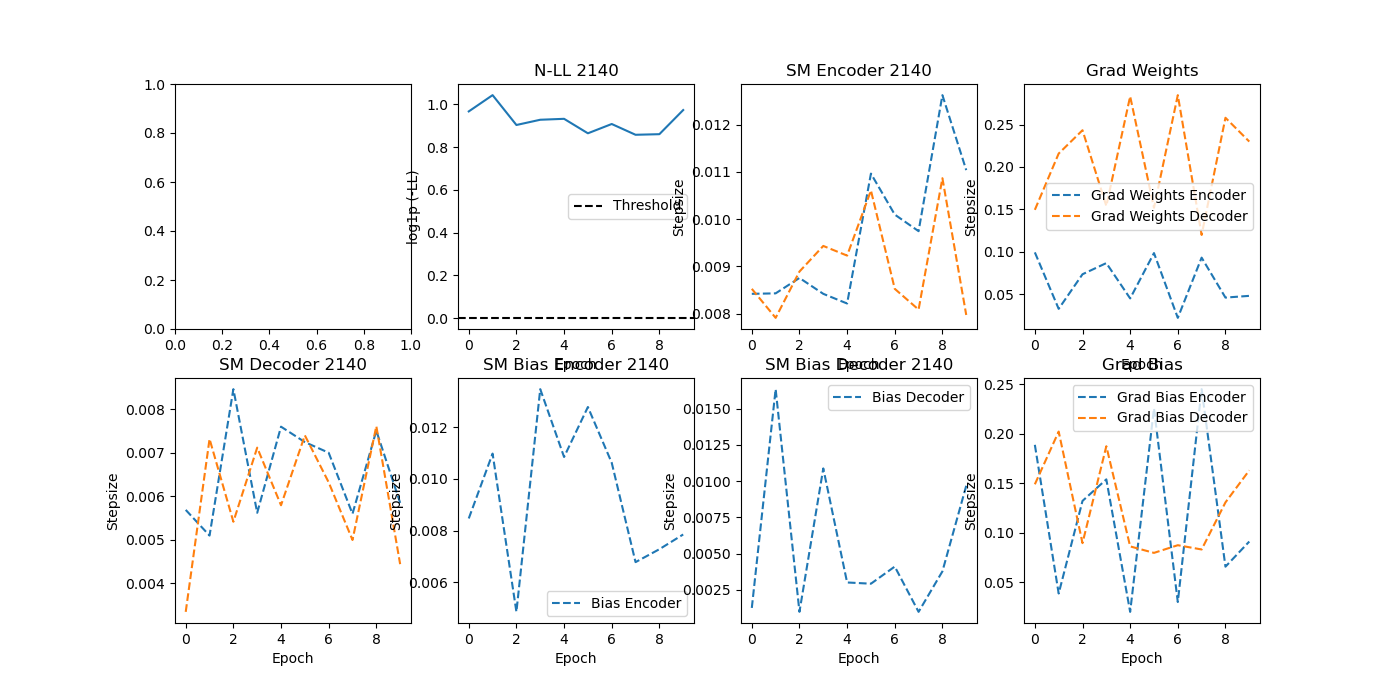 N-LL 2140
SM Encoder 2140
Grad Weights
1.0
0.8
0.6
0.4
0.2
0.0
0.0 0.2 0.4 0.6 0.8 1.0
log1p (-LL)
1.0
0.8
0.6
0.4
0.2
0.0
Threshold
0 2 4 6 8
Epoch
Stepsize
0.012
0.011
0.010
0.009
0.008
0 2 4 6 8
Epoch
Stepsize
0.25
0.20
0.15
0.10
0.05
Grad Weights Encoder
Grad Weights Decoder
0 2 4 6 8
Epoch
SM Decoder 2140
SM Bias Encoder 2140
SM Bias Decoder 2140
Grad Bias
Stepsize
0.008
0.007
0.006
0.005
0.004
0 2 4 6 8
Epoch
Stepsize
0.012
0.010
0.008
0.006
Bias Encoder
0 2 4 6 8
Epoch
Stepsize
0.0150
0.0125
0.0100
0.0075
0.0050
0.0025
Bias Decoder
0 2 4 6 8
Epoch
Stepsize
0.25
0.20
0.15
0.10
0.05
Grad Bias Encoder
Grad Bias Decoder
0 2 4 6 8
Epoch